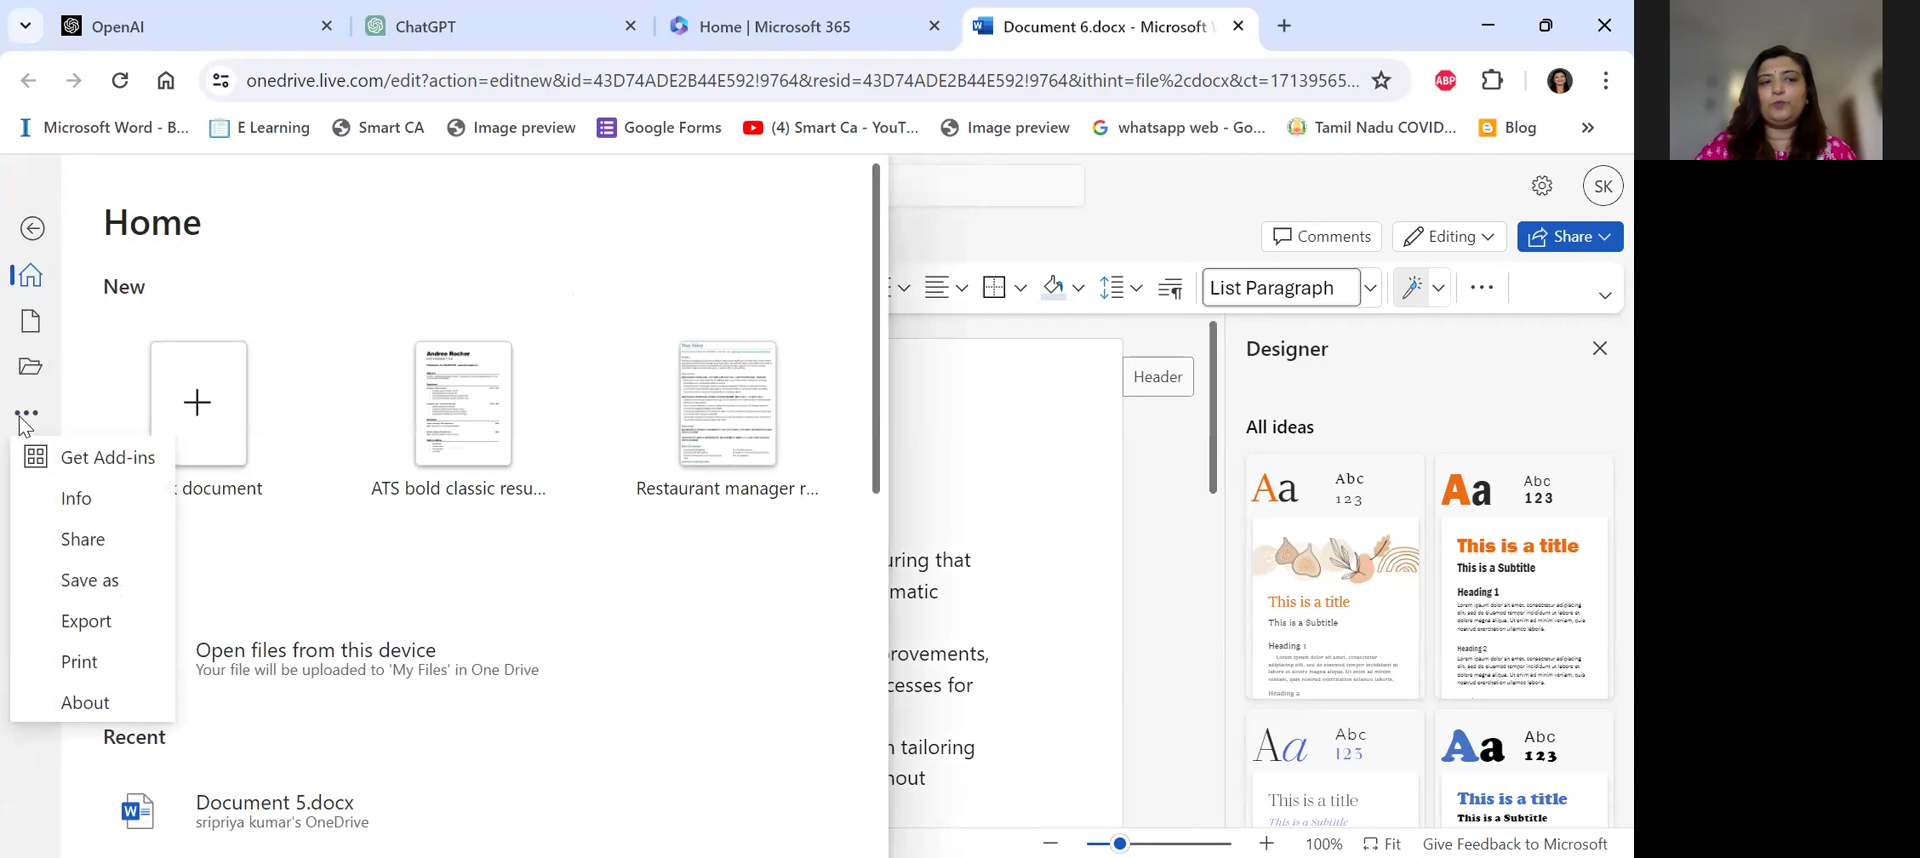 OpenAI
ChatGPT
Home | Microsoft 365
Document 6.docx - Microsoft
onedrive.live.com/edit?action=editnew&id=43D74ADE2B44E592!9764&resid=43D74ADE2B44E592!9764&ithint=file%2cdocx&ct=17139565...
ABP
Microsoft Word - B...
E Learning
Smart CA
Image preview
Google Forms
(4) Smart Ca - YouT...
Image preview
whatsapp web - Go...
Tamil Nadu COVID...
Blog
SK
Home
Comments
Editing
Share
New
List Paragraph
Designer
Header
All ideas
Get Add-ins
Info
Share
Save as
Export
Print
About
document
ATS bold classic resu...
Restaurant manager r...
Andree Rocher
Open files from this device
Your file will be uploaded to 'My Files' in One Drive
Recent
Document 5.docx
sripriya kumar's OneDrive
uring that
matic
rovements,
cesses for
n tailoring
hout
Aa
Abc
123
This is a title
This is a Subtitle
Heading 1
Heading 2
Aa
Abc
123
This is a title
This is a Subtitle
Heading 1
Heading 2
Aa
Abc
123
This is a title
This is a Subtitle
Aa
Abc
123
This is a title
This is a Subtitle
100%
Fit
Give Feedback to Microsoft